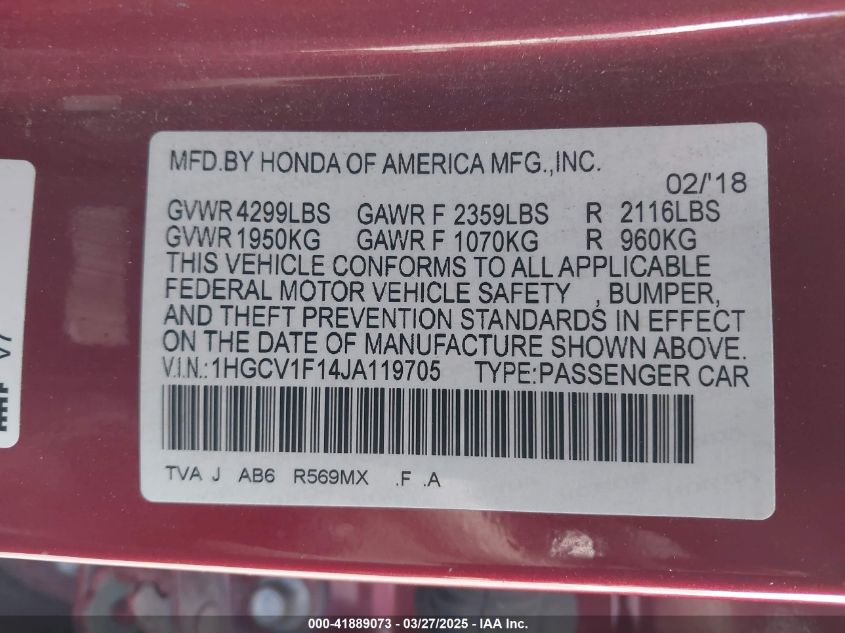 MFD.BY HONDA OF AMERICA MFG.,INC.
02/'18
GVWR 4299LBS GAWR F 2359LBS R 2116LBS
GVWR 1950KG GAWR F 1070KG R 960KG
THIS VEHICLE CONFORMS TO ALL APPLICABLE
FEDERAL MOTOR VEHICLE SAFETY , BUMPER,
AND THEFT PREVENTION STANDARDS IN EFFECT
ON THE DATE OF MANUFACTURE SHOWN ABOVE.
V.I.N.:1HGCV1F14JA119705 TYPE:PASSENGER CAR
TVA J AB6 R569MX .F .A
000-41889073 — 03/27/2025 — IAA Inc.